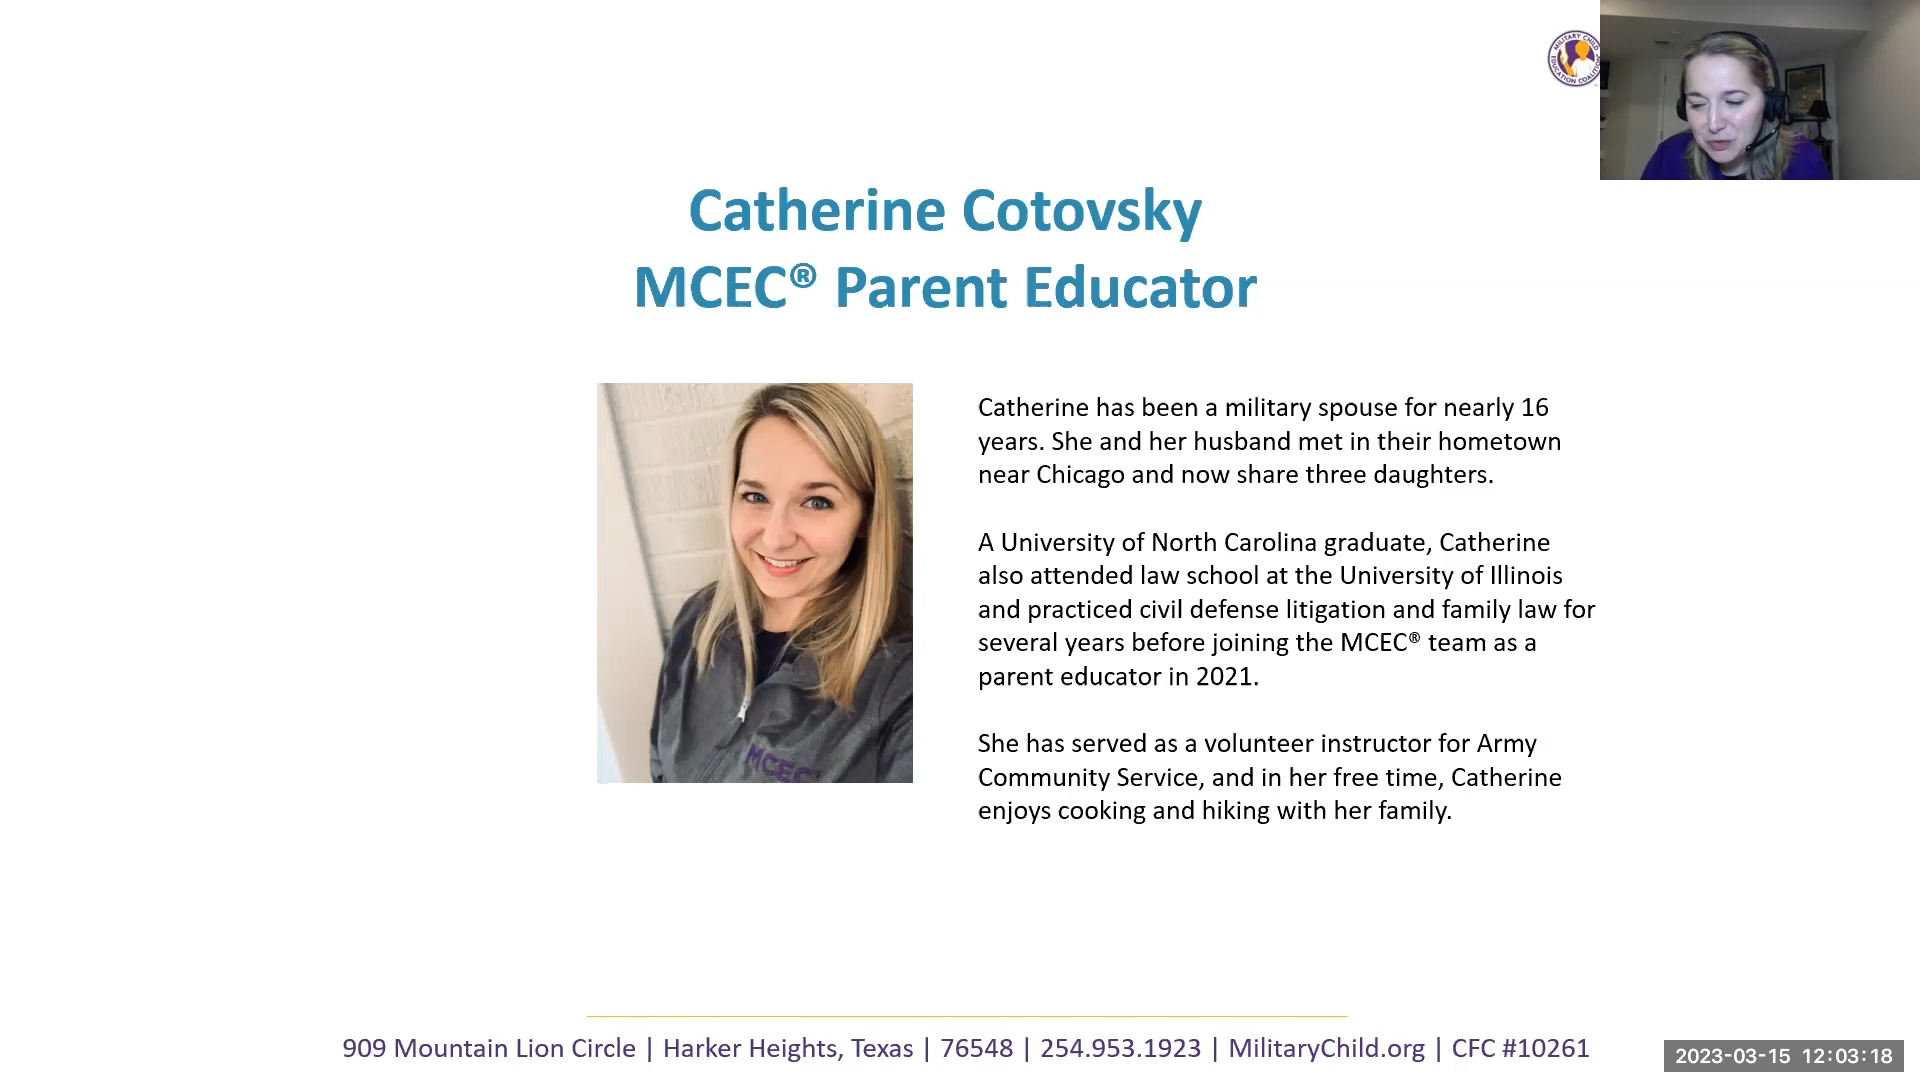 MILITARY CHILD
EDUCATION COALITION
Catherine Cotovsky
MCEC® Parent Educator
Catherine has been a military spouse for nearly 16
years. She and her husband met in their hometown
near Chicago and now share three daughters.
A University of North Carolina graduate, Catherine
also attended law school at the University of Illinois
and practiced civil defense litigation and family law for
several years before joining the MCEC® team as a
parent educator in 2021.
She has served as a volunteer instructor for Army
Community Service, and in her free time, Catherine
enjoys cooking and hiking with her family.
MCEC
909 Mountain Lion Circle | Harker Heights, Texas | 76548 | 254.953.1923 | MilitaryChild.org | CFC #10261
2023-03-15 12:03:18